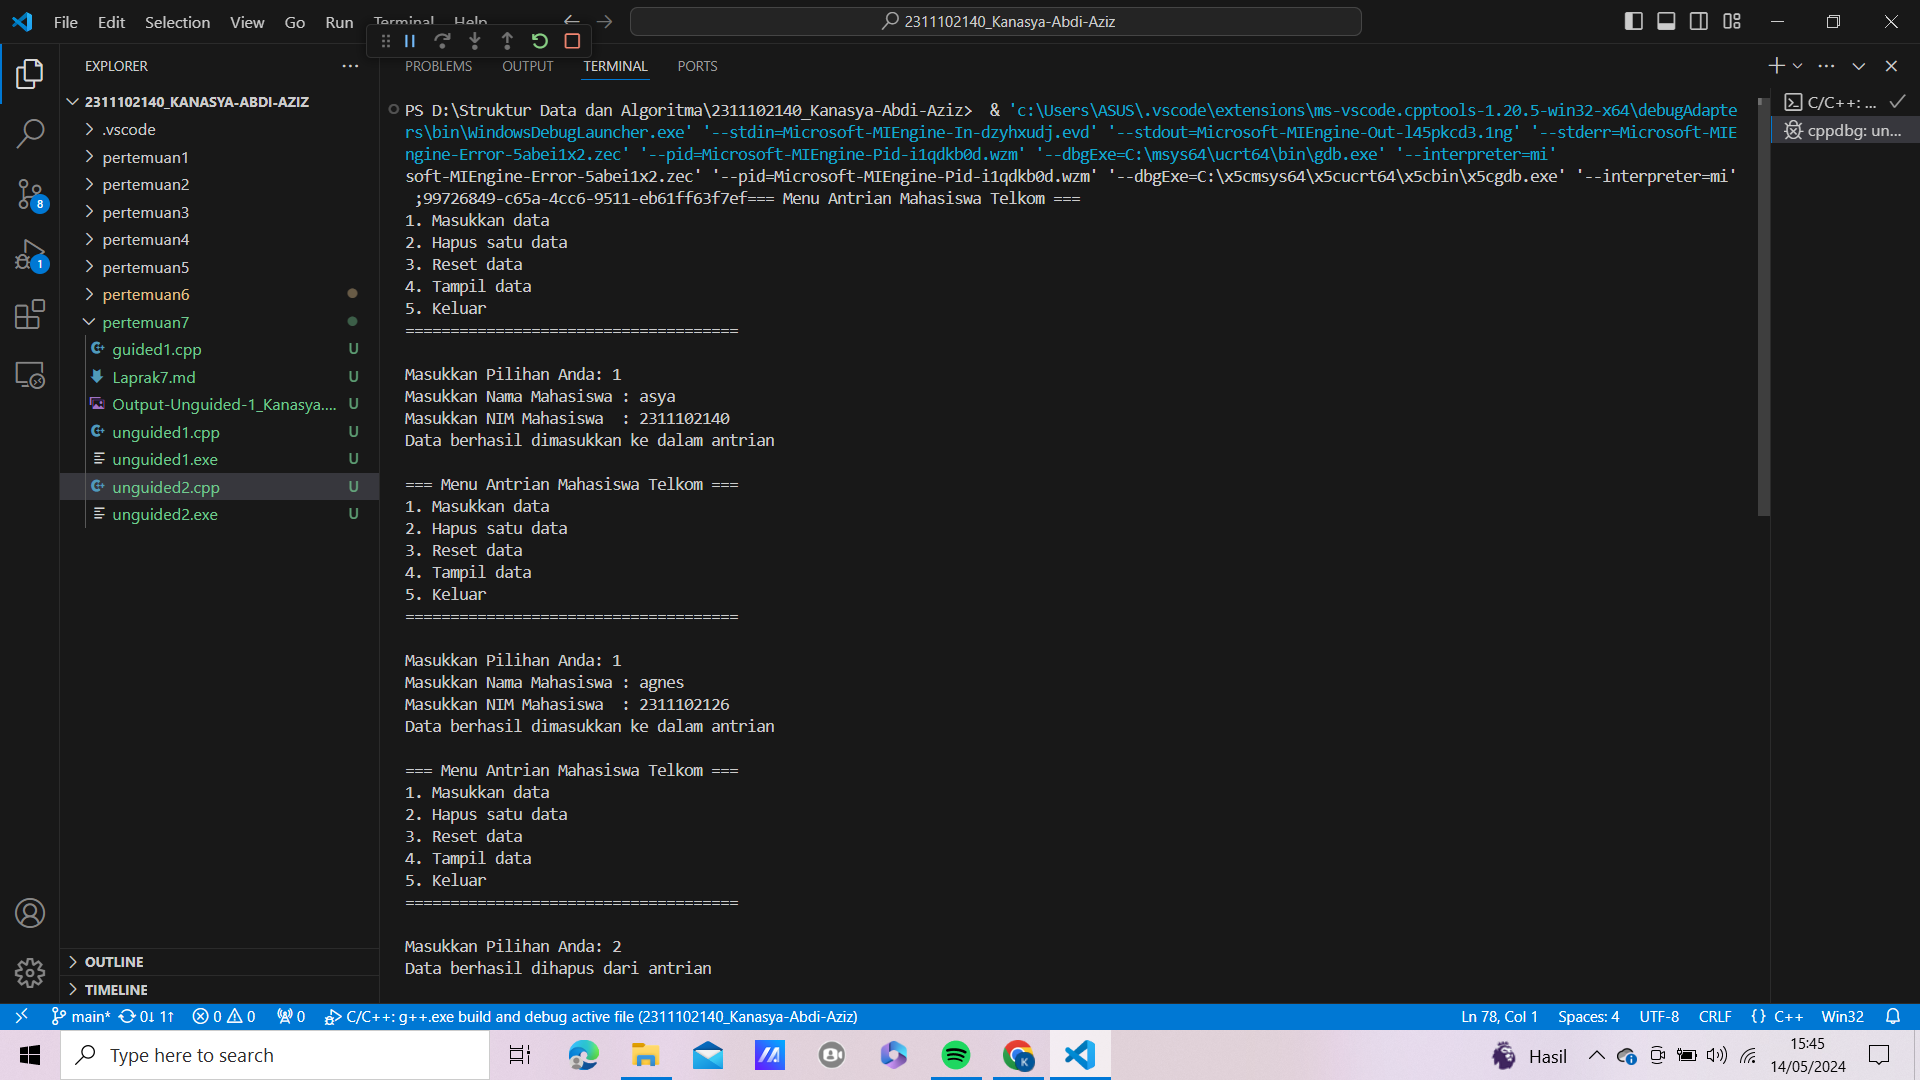 File Edit Selection View Go Run Terminal Help
2311102140_Kanasya-Abdi-Aziz
EXPLORER
2311102140_KANASYA-ABDI-AZIZ
.vscode
pertemuan1
pertemuan2
pertemuan3
pertemuan4
pertemuan5
pertemuan6
pertemuan7
guided1.cpp U
Laprak7.md U
Output-Unguided-1_Kanasya.... U
unguided1.cpp U
unguided1.exe U
unguided2.cpp U
unguided2.exe U
OUTLINE
TIMELINE
8
1
PROBLEMS OUTPUT TERMINAL PORTS
PS D:\Struktur Data dan Algoritma\2311102140_Kanasya-Abdi-Aziz>  & 'c:\Users\ASUS\.vscode\extensions\ms-vscode.cpptools-1.20.5-win32-x64\debugAdapte
rs\bin\WindowsDebugLauncher.exe' '--stdin=Microsoft-MIEngine-In-dzyhxudj.evd' '--stdout=Microsoft-MIEngine-Out-l45pkcd3.1ng' '--stderr=Microsoft-MIE
ngine-Error-5abei1x2.zec' '--pid=Microsoft-MIEngine-Pid-i1qdkb0d.wzm' '--dbgExe=C:\msys64\ucrt64\bin\gdb.exe' '--interpreter=mi'
soft-MIEngine-Error-5abei1x2.zec' '--pid=Microsoft-MIEngine-Pid-i1qdkb0d.wzm' '--dbgExe=C:\x5cmsys64\x5cucrt64\x5cbin\x5cgdb.exe' '--interpreter=mi'
;99726849-c65a-4cc6-9511-eb61ff63f7ef=== Menu Antrian Mahasiswa Telkom ===
1. Masukkan data
2. Hapus satu data
3. Reset data
4. Tampil data
5. Keluar
=====================================
Masukkan Pilihan Anda: 1
Masukkan Nama Mahasiswa : asya
Masukkan NIM Mahasiswa  : 2311102140
Data berhasil dimasukkan ke dalam antrian
=== Menu Antrian Mahasiswa Telkom ===
1. Masukkan data
2. Hapus satu data
3. Reset data
4. Tampil data
5. Keluar
=====================================
Masukkan Pilihan Anda: 1
Masukkan Nama Mahasiswa : agnes
Masukkan NIM Mahasiswa  : 2311102126
Data berhasil dimasukkan ke dalam antrian
=== Menu Antrian Mahasiswa Telkom ===
1. Masukkan data
2. Hapus satu data
3. Reset data
4. Tampil data
5. Keluar
=====================================
Masukkan Pilihan Anda: 2
Data berhasil dihapus dari antrian
C/C++: ...
cppdbg: un...
main* 0↓ 1↑ 0 0 0 C/C++: g++.exe build and debug active file (2311102140_Kanasya-Abdi-Aziz)
Ln 78, Col 1 Spaces: 4 UTF-8 CRLF {} C++ Win32
Type here to search
Hasil
15:45
14/05/2024